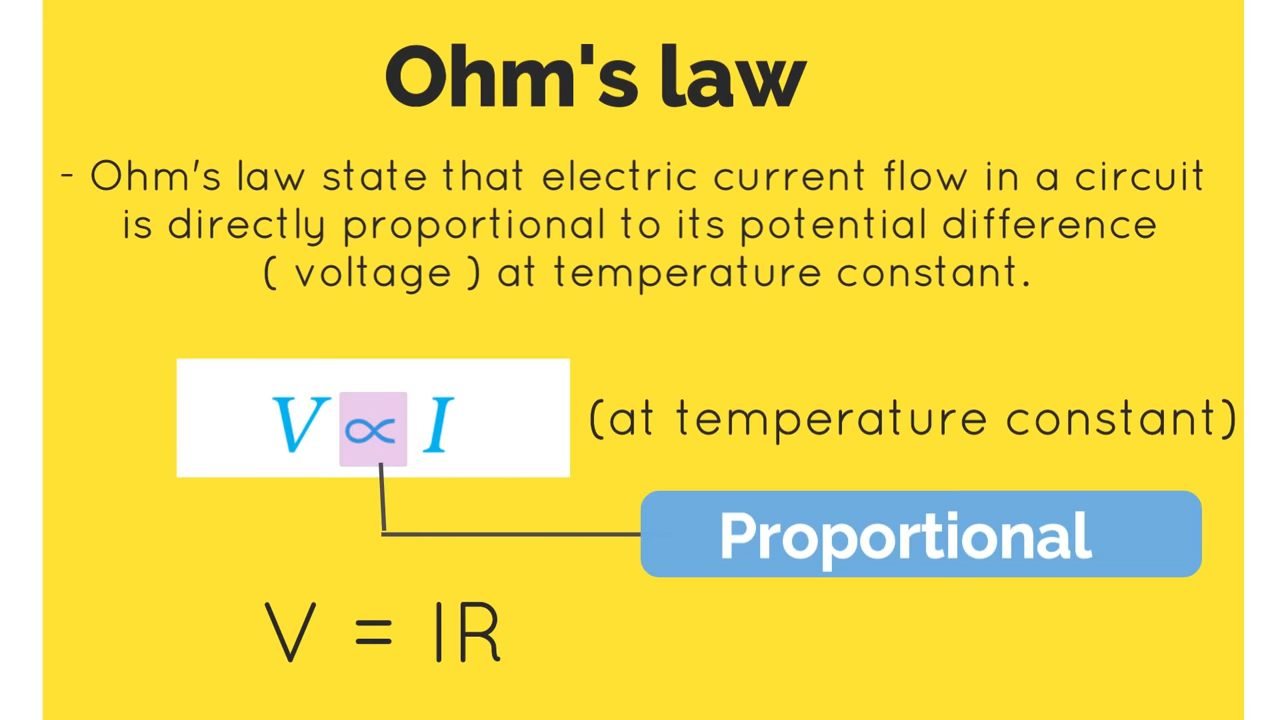 Ohm's law
- Ohm's law state that electric current flow in a circuit
is directly proportional to its potential difference
( voltage ) at temperature constant.
V ∝ I (at temperature constant)
Proportional
V = IR